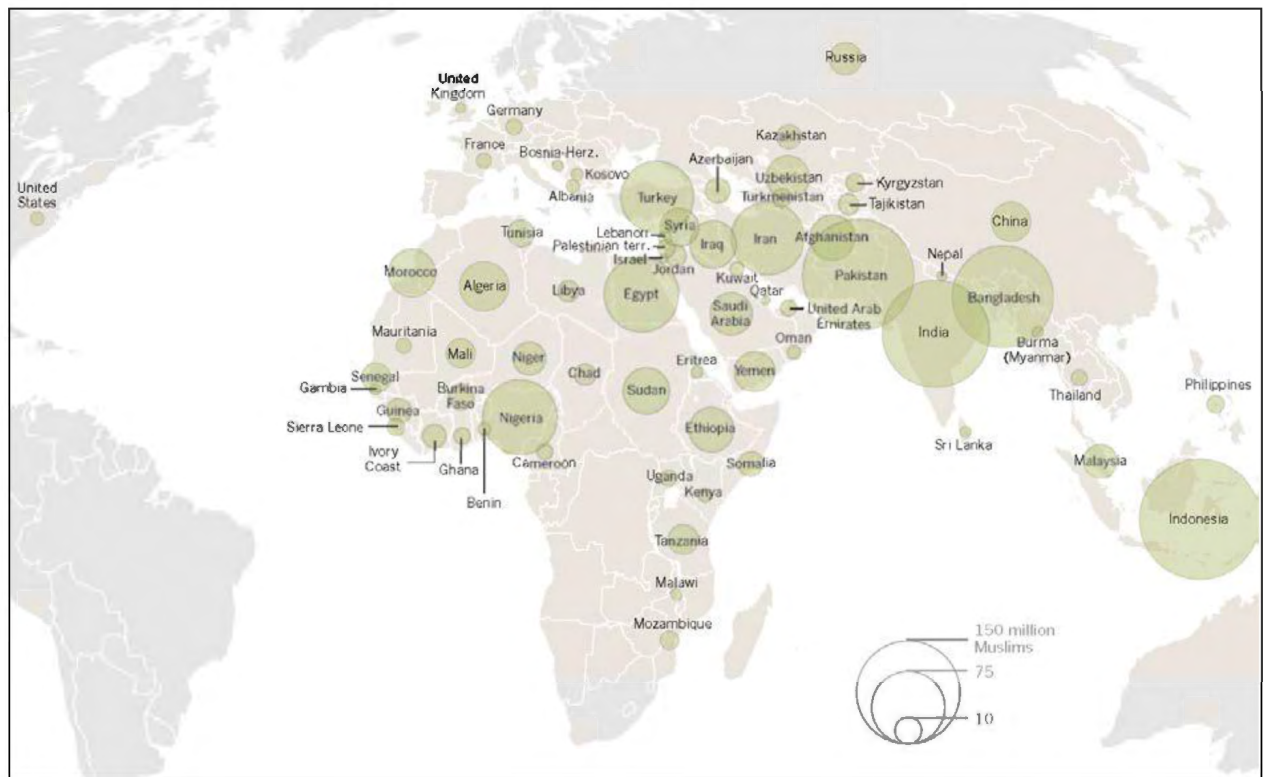 Russia
United
Kingdom
Germany
Kazakhstan
France
Bosnia-Herz.
Azerbaijan
Uzbekistan
Kosovo
Kyrgyzstan
United
States
Albania
Turkey
Turkmenistan
Tajikistan
China
Tunisia
Syria
Lebanorr
Palestinian terr.
Iraq
Iran
Afghanistan
Israel
Nepal
Jordan
Morocco
Kuwait
Pakistan
Algeria
Libya
Egypt
Qatar
Bangladesh
Saudi
Arabia
United Arab
Emirates
Mauritania
India
Oman
Burma
(Myanmar)
Mali
Niger
Chad
Eritrea
Yemen
Senegal
Gambia
Burkina
Faso
Sudan
Thailand
Philippines
Guinea
Nigeria
Sierra Leone
Ethiopia
Sri Lanka
Ivory
Coast
Ghana
Cameroon
Somalia
Malaysia
Uganda
Benin
Kenya
Indonesia
Tanzania
Malawi
Mozambique
150 million
Muslims
75
10